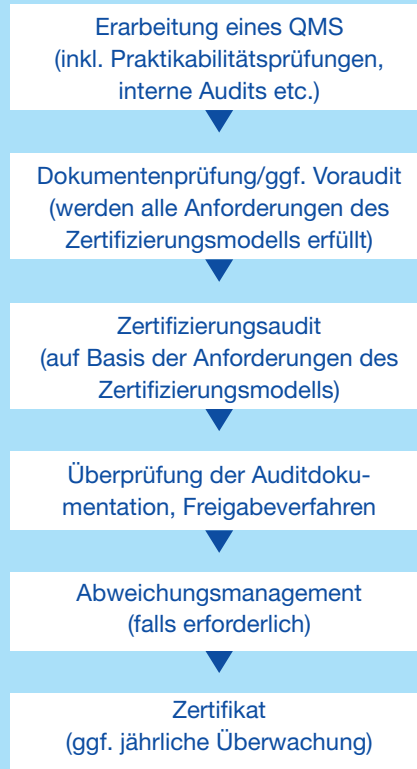 Erarbeitung eines QMS
(inkl. Praktikabilitätsprüfungen,
interne Audits etc.)
Dokumentenprüfung/ggf. Voraudit
(werden alle Anforderungen des
Zertifizierungsmodells erfüllt)
Zertifizierungsaudit
(auf Basis der Anforderungen des
Zertifizierungsmodells)
Überprüfung der Auditdoku-
mentation, Freigabeverfahren
Abweichungsmanagement
(falls erforderlich)
Zertifikat
(ggf. jährliche Überwachung)